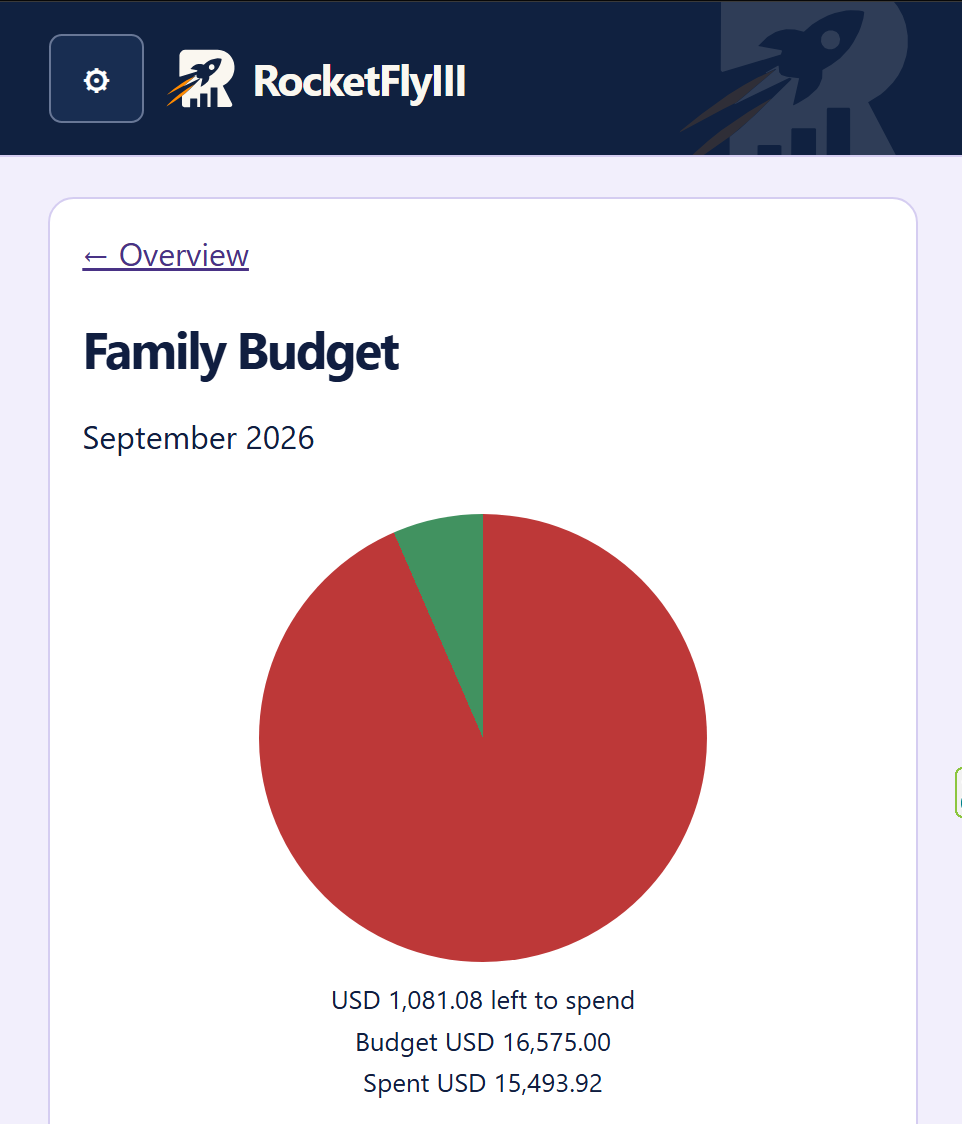 RocketFlyIII
← Overview
Family Budget
September 2026
USD 1,081.08 left to spend
Budget USD 16,575.00
Spent USD 15,493.92